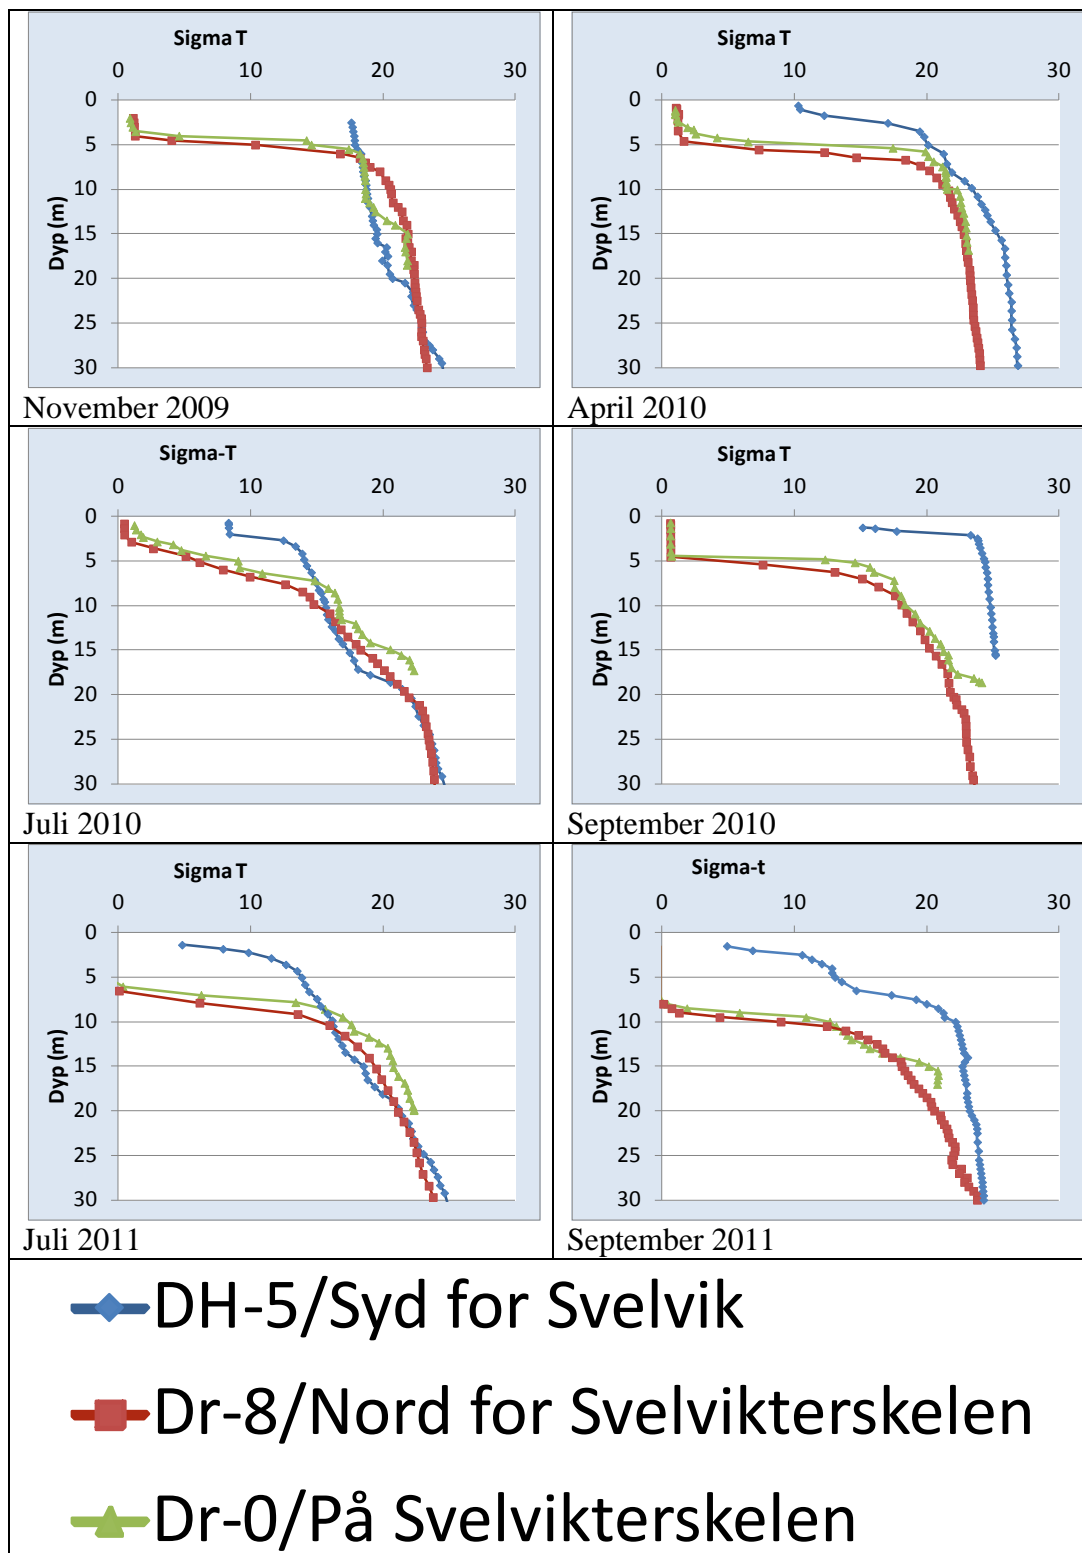 Sigma T
0 10 20 30
0
5
10
15
20
25
30
Dyp (m)
November 2009
Sigma T
0 10 20 30
0
5
10
15
20
25
30
Dyp (m)
April 2010
Sigma-T
0 10 20 30
0
5
10
15
20
25
30
Dyp (m)
Juli 2010
Sigma T
0 10 20 30
0
5
10
15
20
25
30
Dyp (m)
September 2010
Sigma T
0 10 20 30
0
5
10
15
20
25
30
Dyp (m)
Juli 2011
Sigma-t
0 10 20 30
0
5
10
15
20
25
30
Dyp (m)
September 2011
DH-5/Syd for Svelvik
Dr-8/Nord for Svelvikterskelen
Dr-0/På Svelvikterskelen